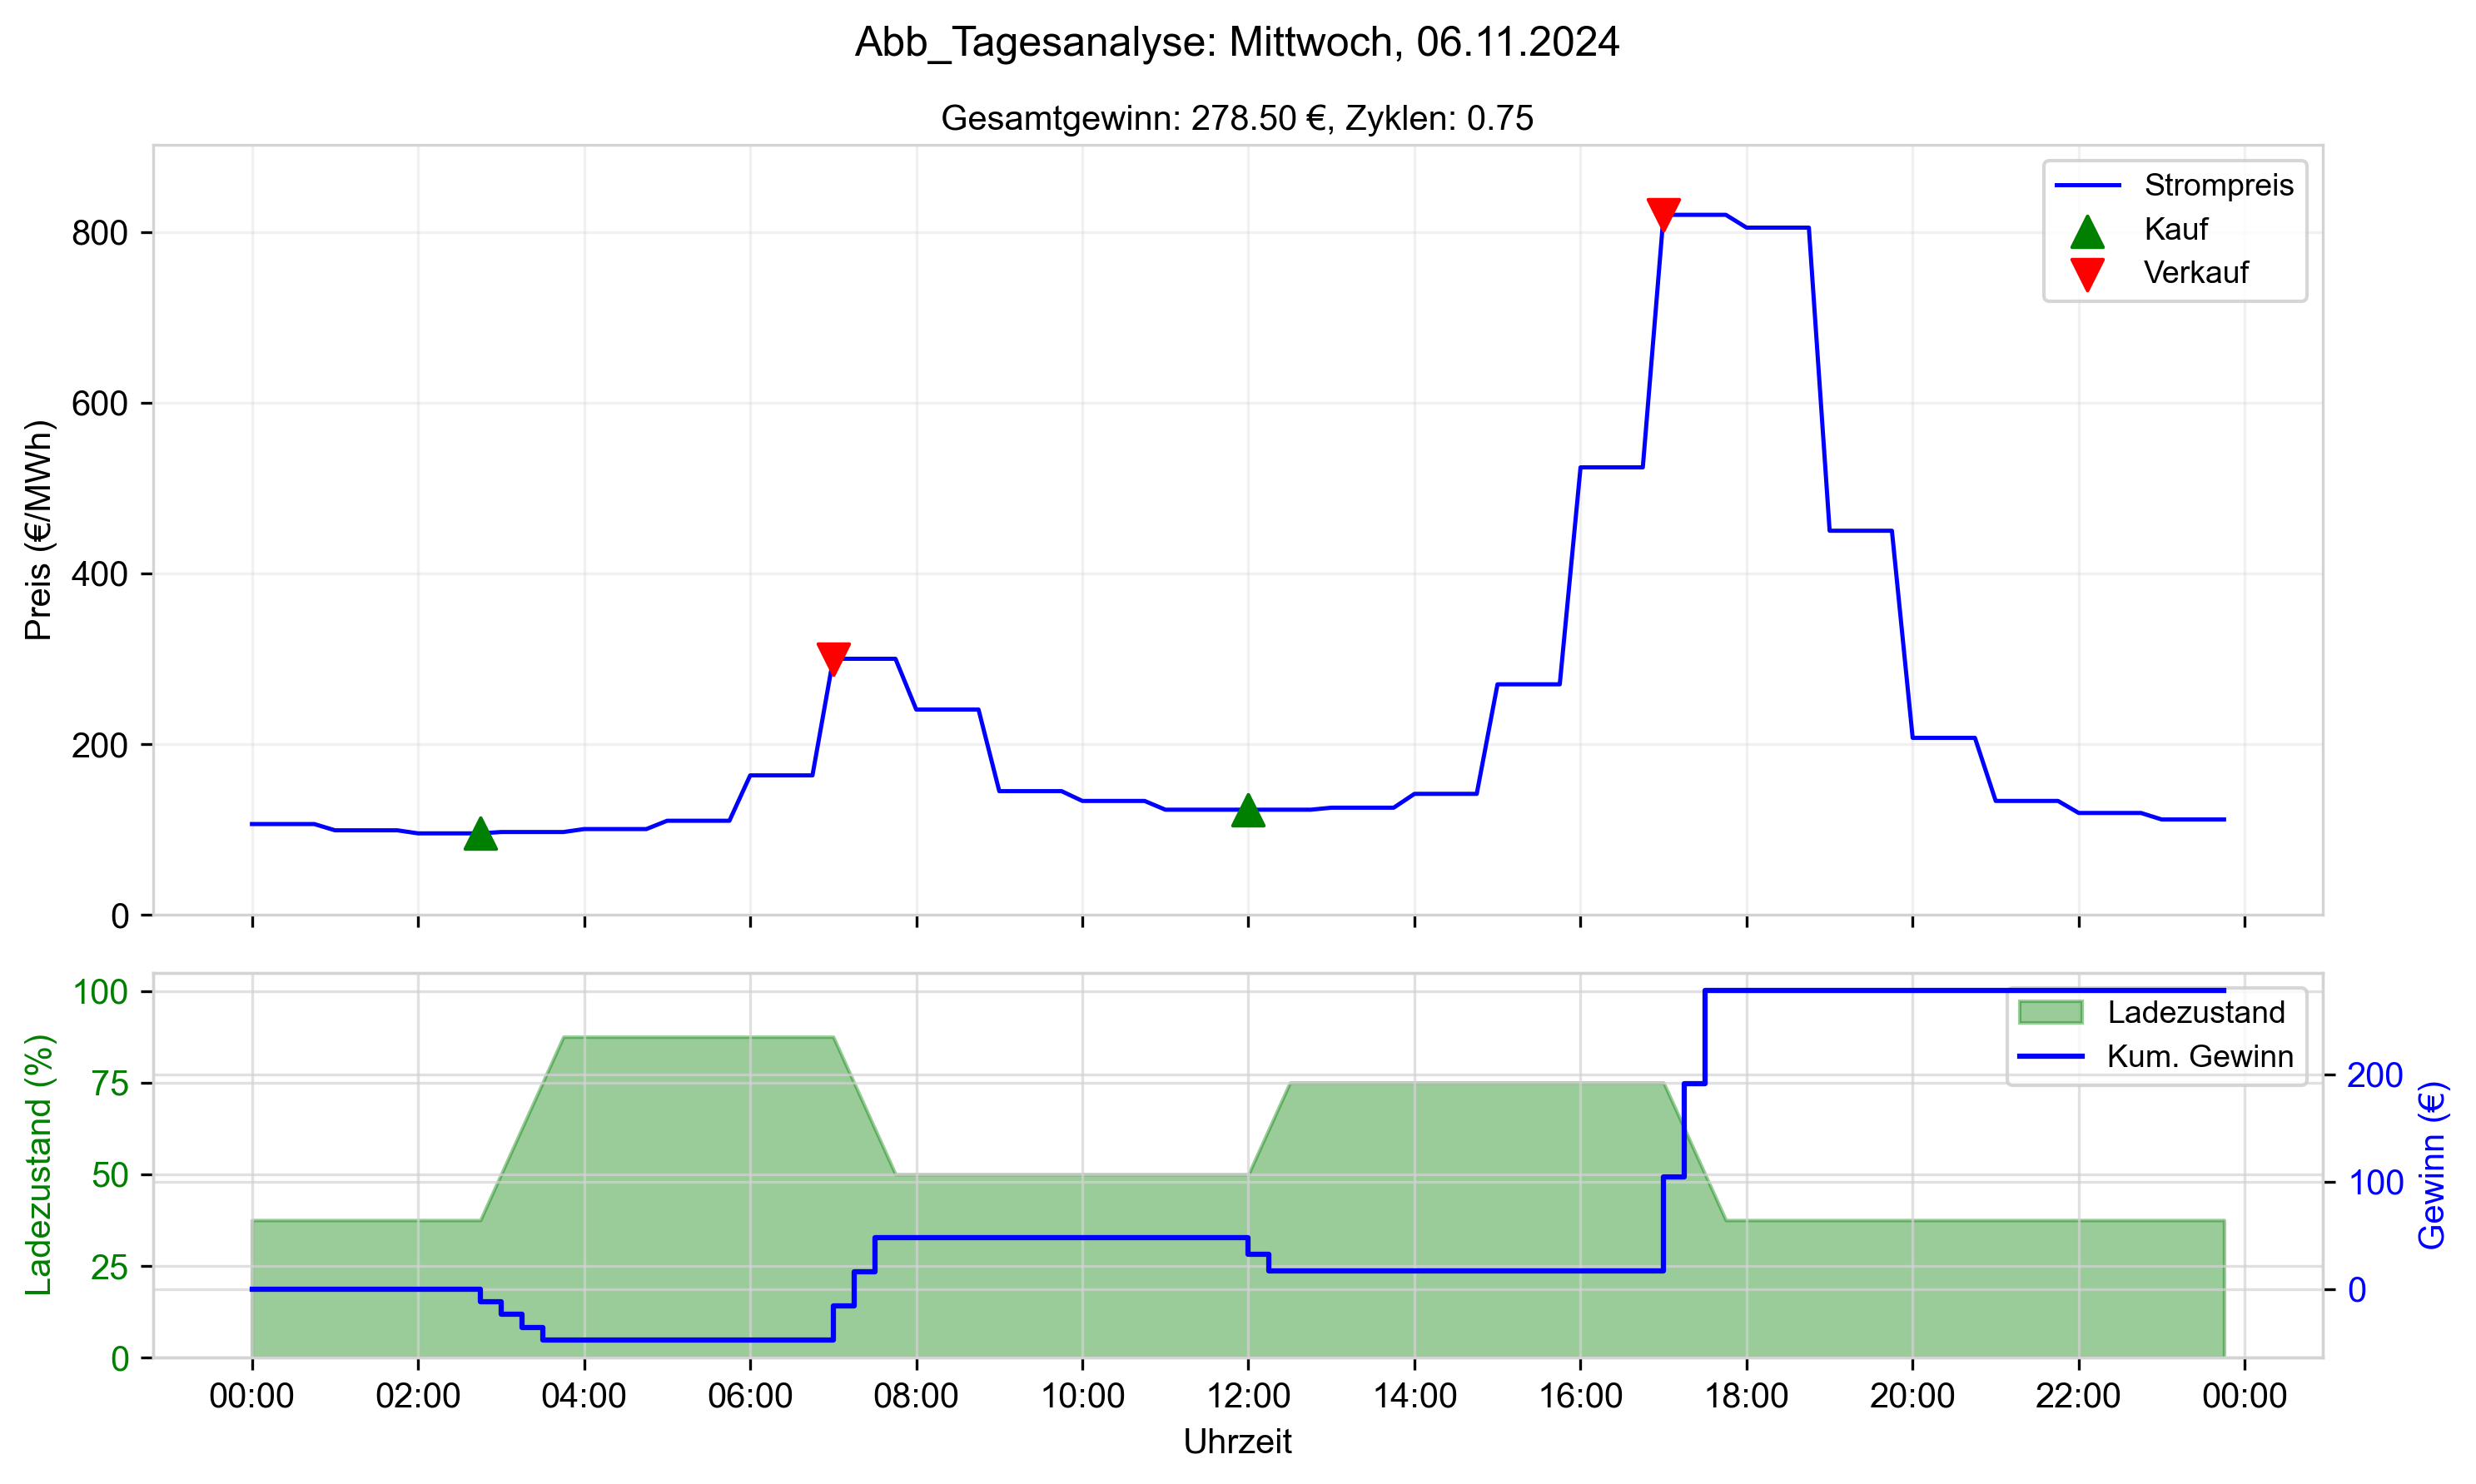 Abb_Tagesanalyse: Mittwoch, 06.11.2024
Gesamtgewinn: 278.50 €, Zyklen: 0.75
Preis (€/MWh)
800
600
400
200
0
Strompreis
Kauf
Verkauf
Ladezustand (%)
100
75
50
25
0
Ladezustand
Kum. Gewinn
200
100
0
Gewinn (€)
00:00 02:00 04:00 06:00 08:00 10:00 12:00 14:00 16:00 18:00 20:00 22:00 00:00
Uhrzeit